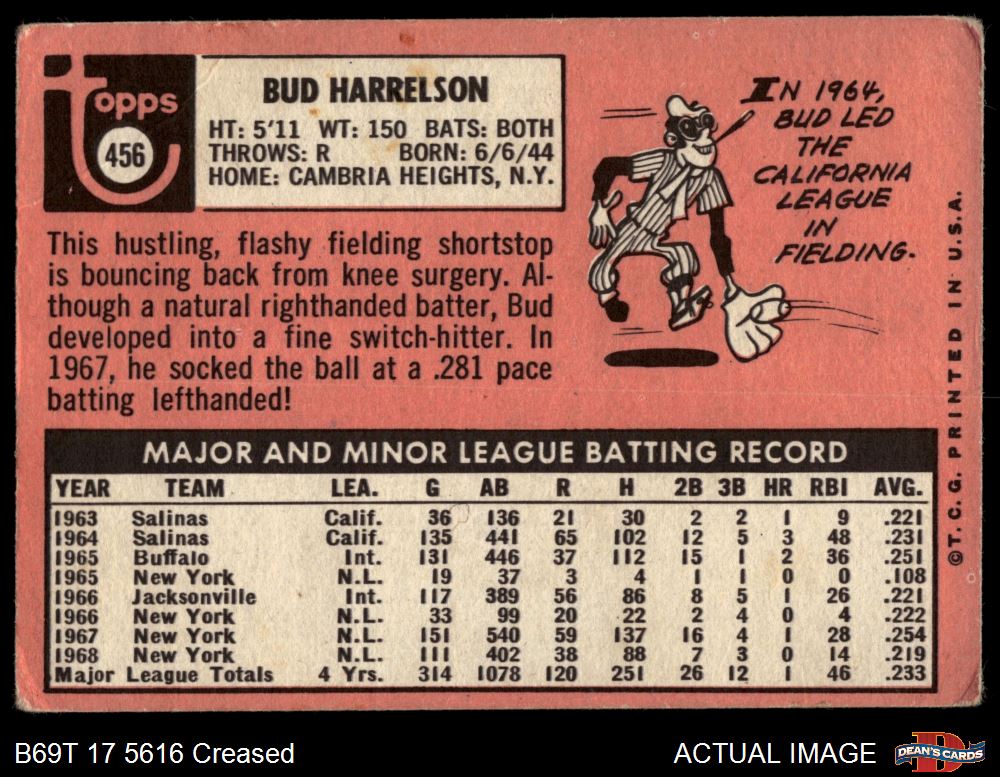 Topps
456
BUD HARRELSON
HT: 5'11 WT: 150 BATS: BOTH
THROWS: R BORN: 6/6/44
HOME: CAMBRIA HEIGHTS, N.Y.
This hustling, flashy fielding shortstop
is bouncing back from knee surgery. Al-
though a natural righthanded batter, Bud
developed into a fine switch-hitter. In
1967, he socked the ball at a .281 pace
batting lefthanded!
IN 1964,
BUD LED
THE
CALIFORNIA
LEAGUE
IN
FIELDING.
MAJOR AND MINOR LEAGUE BATTING RECORD
YEAR TEAM LEA. G AB R H 2B 3B HR RBI AVG.
1963 Salinas Calif. 36 136 21 30 2 2 1 9 .221
1964 Salinas Calif. 135 441 65 102 12 5 3 48 .231
1965 Buffalo Int. 131 446 37 112 15 1 2 36 .251
1965 New York N.L. 19 37 3 4 1 1 0 0 .108
1966 Jacksonville Int. 117 389 56 86 8 5 1 26 .221
1966 New York N.L. 33 99 20 22 2 4 0 4 .222
1967 New York N.L. 151 540 59 137 16 4 1 28 .254
1968 New York N.L. 111 402 38 88 7 3 0 14 .219
Major League Totals 4 Yrs. 314 1078 120 251 26 12 1 46 .233
©T.C.G. PRINTED IN U.S.A.
B69T 17 5616 Creased
ACTUAL IMAGE
D
DEAN'S CARDS